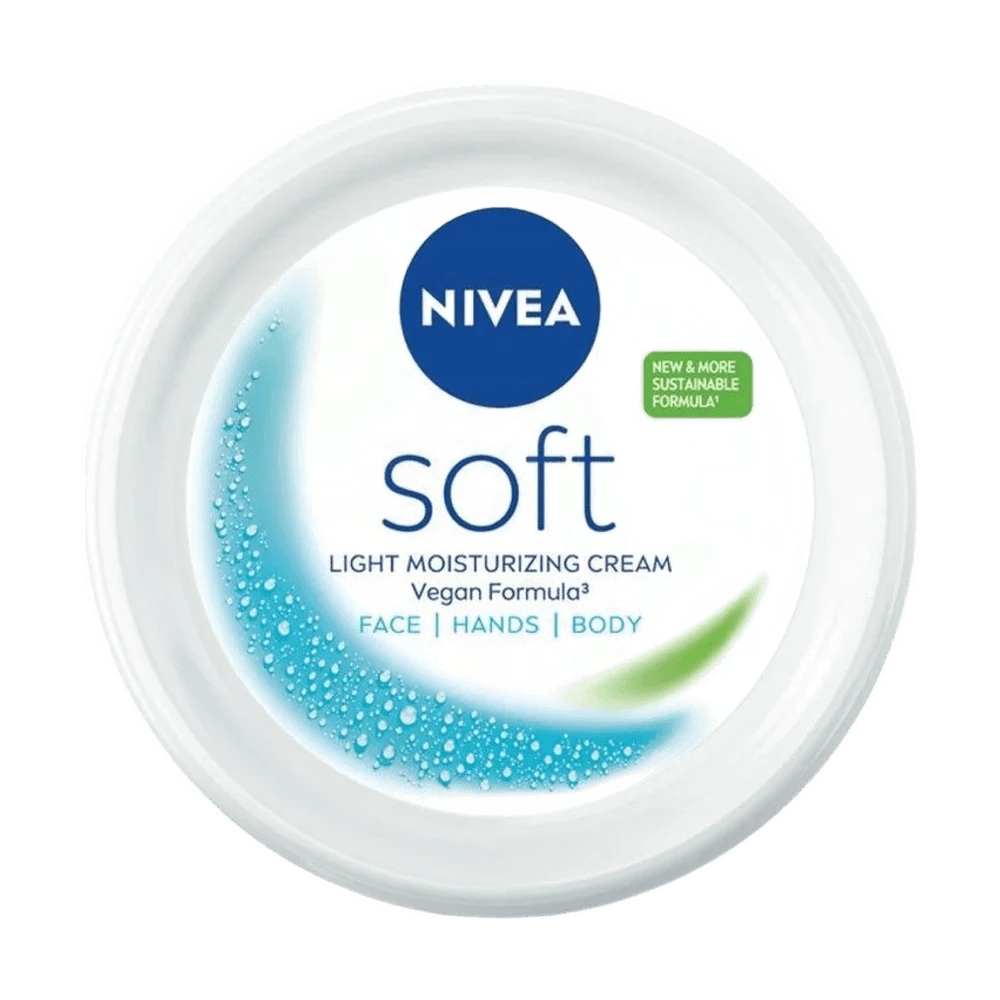 NIVEA
NEW & MORE
SUSTAINABLE
FORMULA¹
soft
LIGHT MOISTURIZING CREAM
Vegan Formula³
FACE | HANDS | BODY